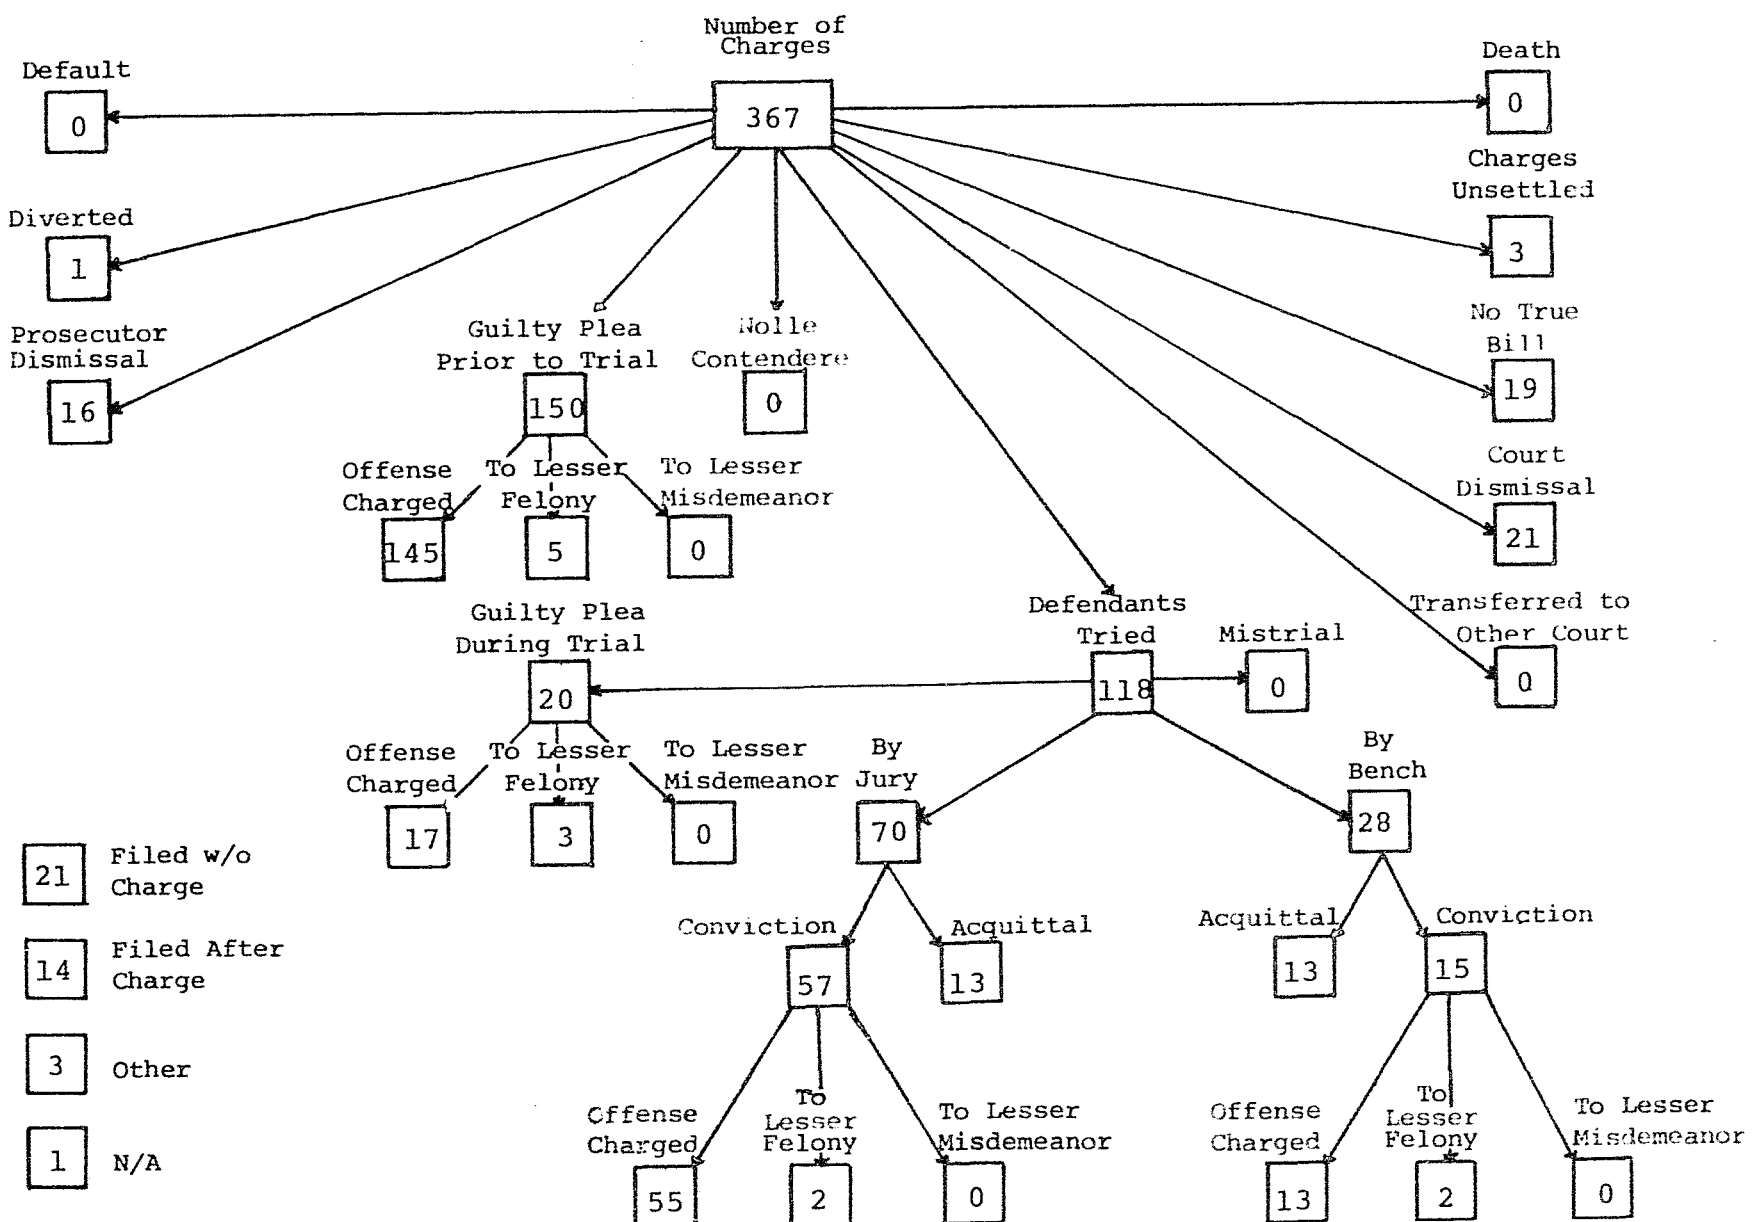 Number of
Charges
367
Default
0
Death
0
Diverted
1
Charges
Unsettled
3
Prosecutor
Dismissal
16
Guilty Plea
Prior to Trial
150
Nolle
Contendere
0
No True
Bill
19
Offense
Charged
145
To Lesser
Felony
5
To Lesser
Misdemeanor
0
Court
Dismissal
21
Guilty Plea
During Trial
20
Defendants
Tried
118
Mistrial
0
Transferred to
Other Court
0
Offense
Charged
17
To Lesser
Felony
3
To Lesser
Misdemeanor
0
By
Jury
70
By
Bench
28
21
Filed w/o
Charge
14
Filed After
Charge
3
Other
1
N/A
Conviction
57
Acquittal
13
Acquittal
13
Conviction
15
Offense
Charged
55
To
Lesser
Felony
2
To Lesser
Misdemeanor
0
Offense
Charged
13
To
Lesser
Felony
2
To Lesser
Misdemeanor
0